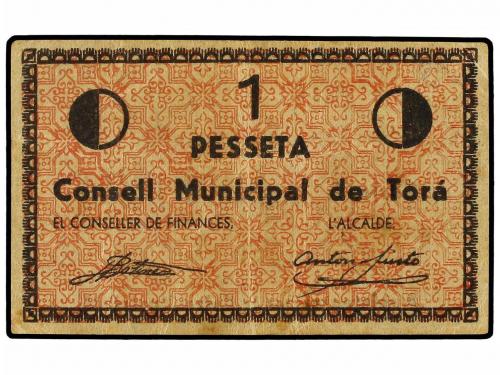 1
PESSETA
Consell Municipal de Torá
EL CONSELLER DE FINANCES,
L'ALCALDE,